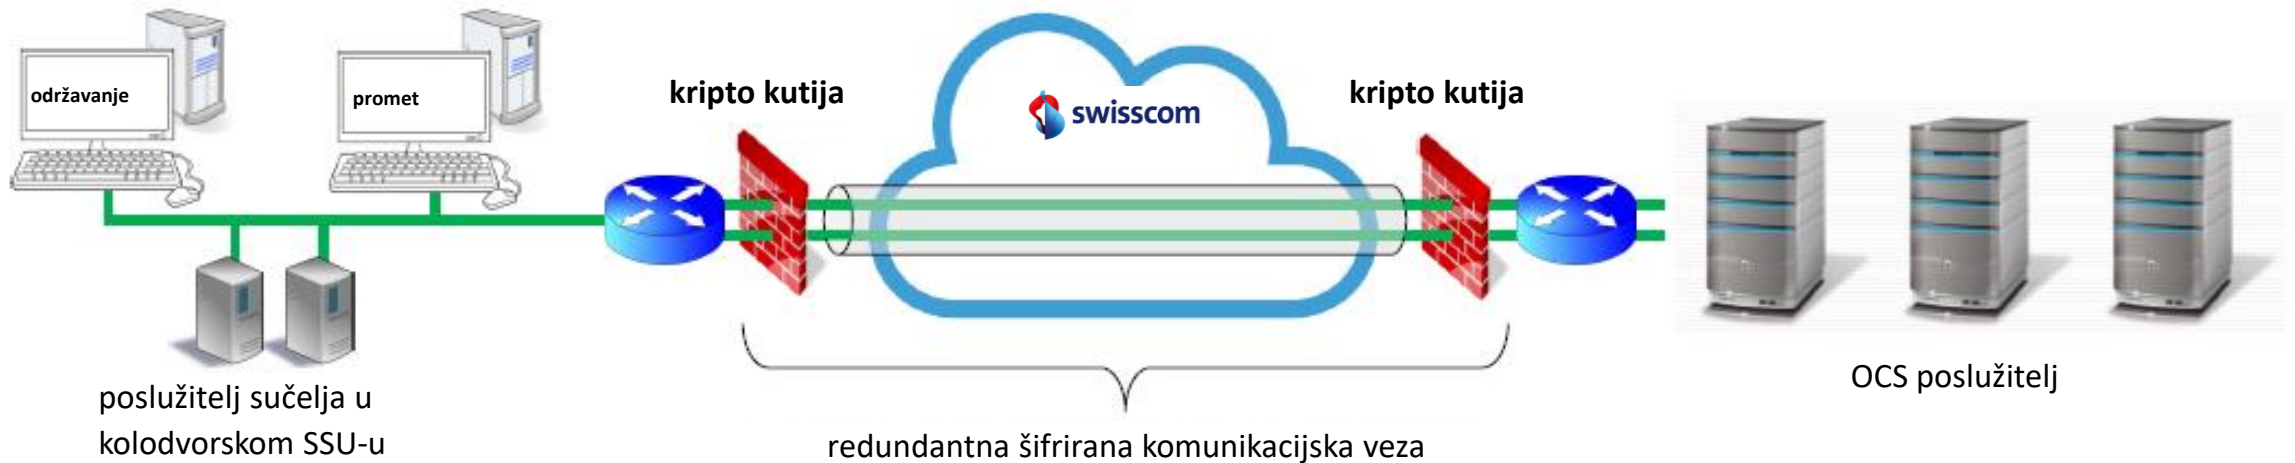 održavanje
promet
kripto kutija
swisscom
kripto kutija
poslužitelj sučelja u
kolodvorskom SSU-u
redundantna šifrirana komunikacijska veza
OCS poslužitelj